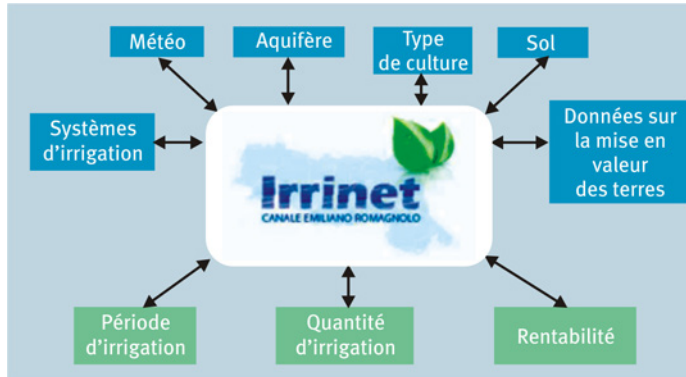 Météo
Aquifère
Type
de culture
Sol
Systèmes
d'irrigation
Données sur
la mise en
valeur
des terres
Irrinet
CANALE EMILIANO ROMAGNOLO
Période
d'irrigation
Quantité
d'irrigation
Rentabilité